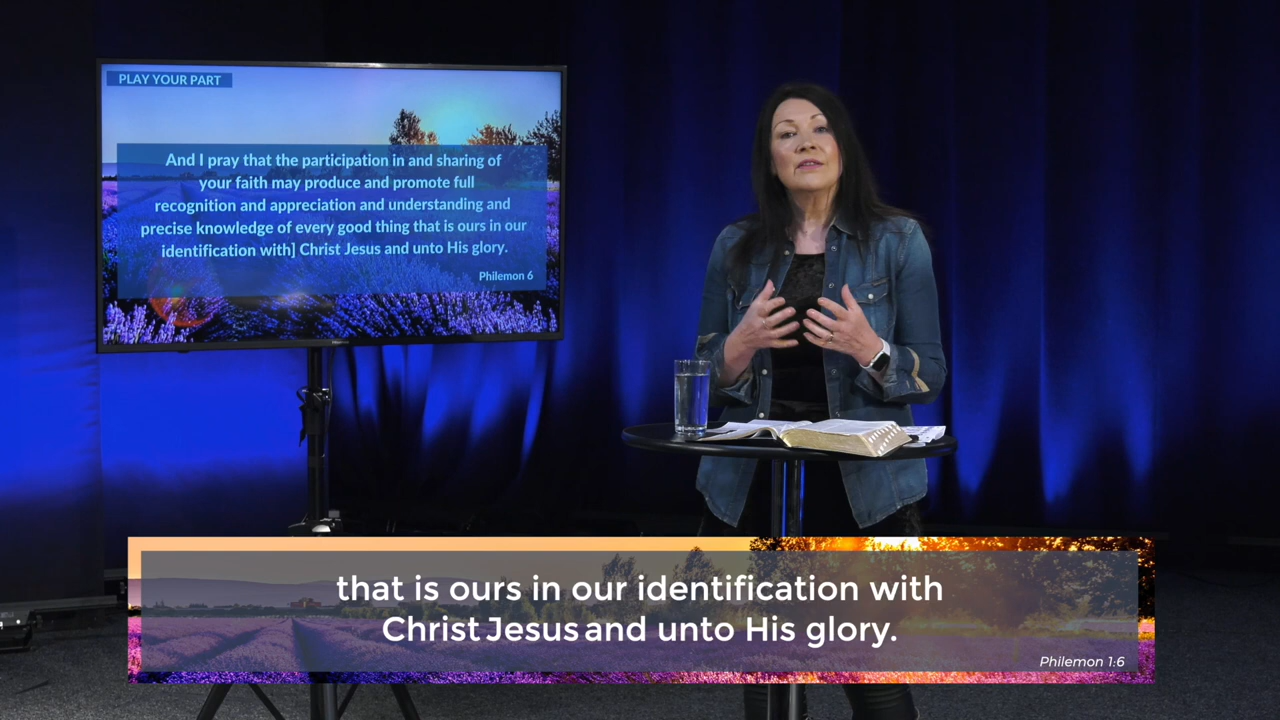 PLAY YOUR PART
And I pray that the participation in and sharing of
your faith may produce and promote full
recognition and appreciation and understanding and
precise knowledge of every good thing that is ours in our
identification with] Christ Jesus and unto His glory.
Philemon 6
that is ours in our identification with
Christ Jesus and unto His glory.
Philemon 1:6